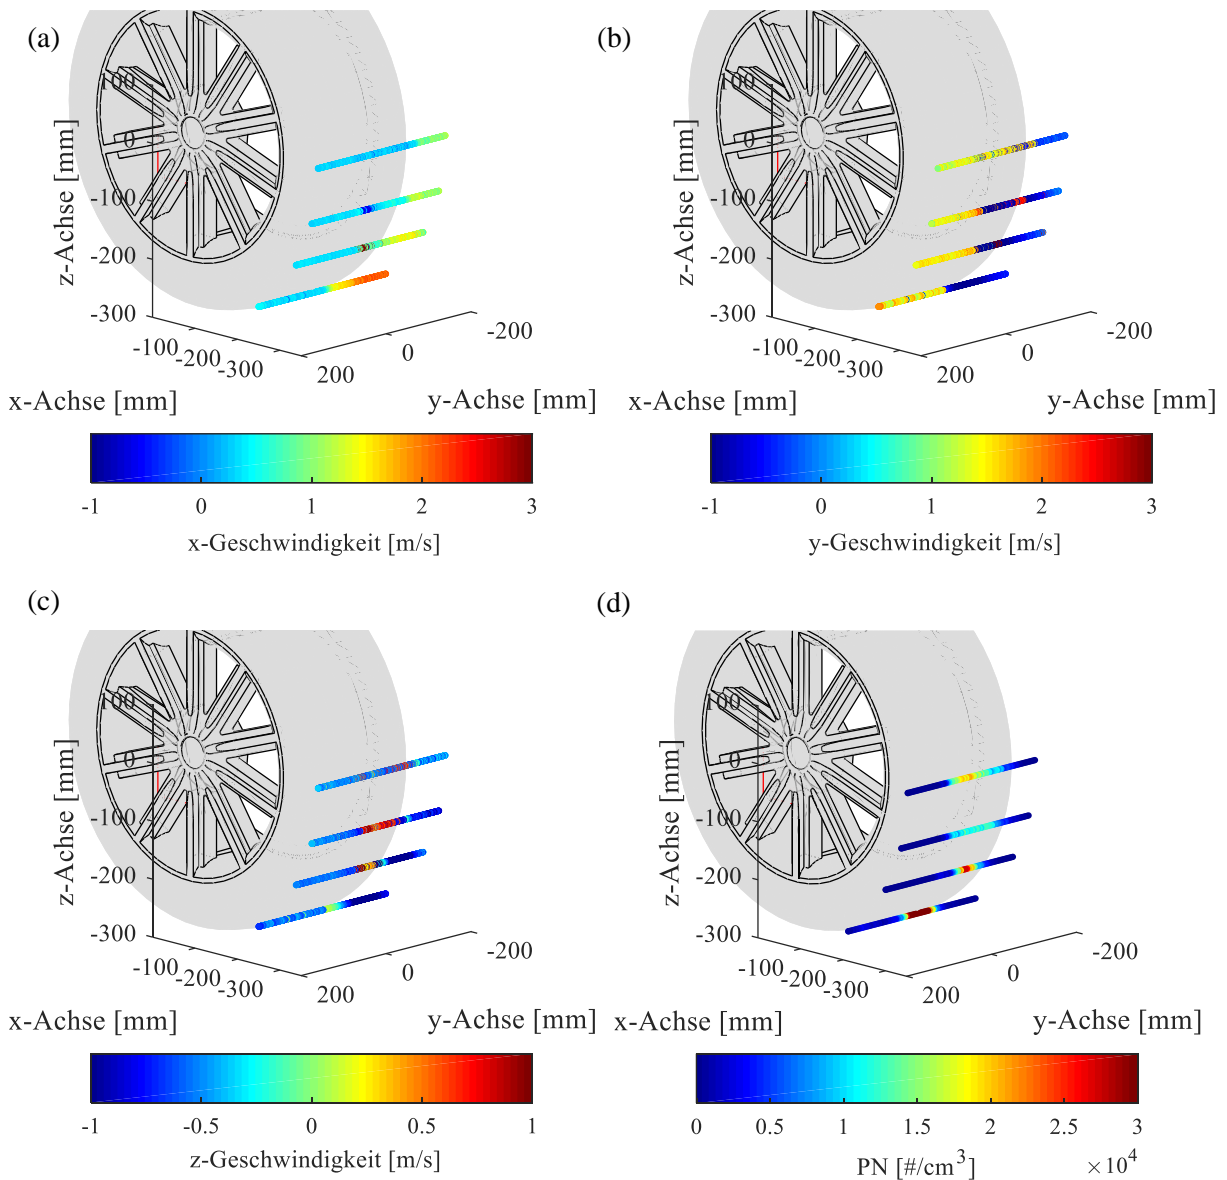 (a)
100
0
-100
-200
-300
z-Achse [mm]
-100
-200
-300
200
0
-200
x-Achse [mm]
y-Achse [mm]
-1 0 1 2 3
x-Geschwindigkeit [m/s]
(b)
100
0
-100
-200
-300
z-Achse [mm]
-100
-200
-300
200
0
-200
x-Achse [mm]
y-Achse [mm]
-1 0 1 2 3
y-Geschwindigkeit [m/s]
(c)
100
0
-100
-200
-300
z-Achse [mm]
-100
-200
-300
200
0
-200
x-Achse [mm]
y-Achse [mm]
-1 -0.5 0 0.5 1
z-Geschwindigkeit [m/s]
(d)
100
0
-100
-200
-300
z-Achse [mm]
-100
-200
-300
200
0
-200
x-Achse [mm]
y-Achse [mm]
0 0.5 1 1.5 2 2.5 3
PN [#/cm³]
×10⁴